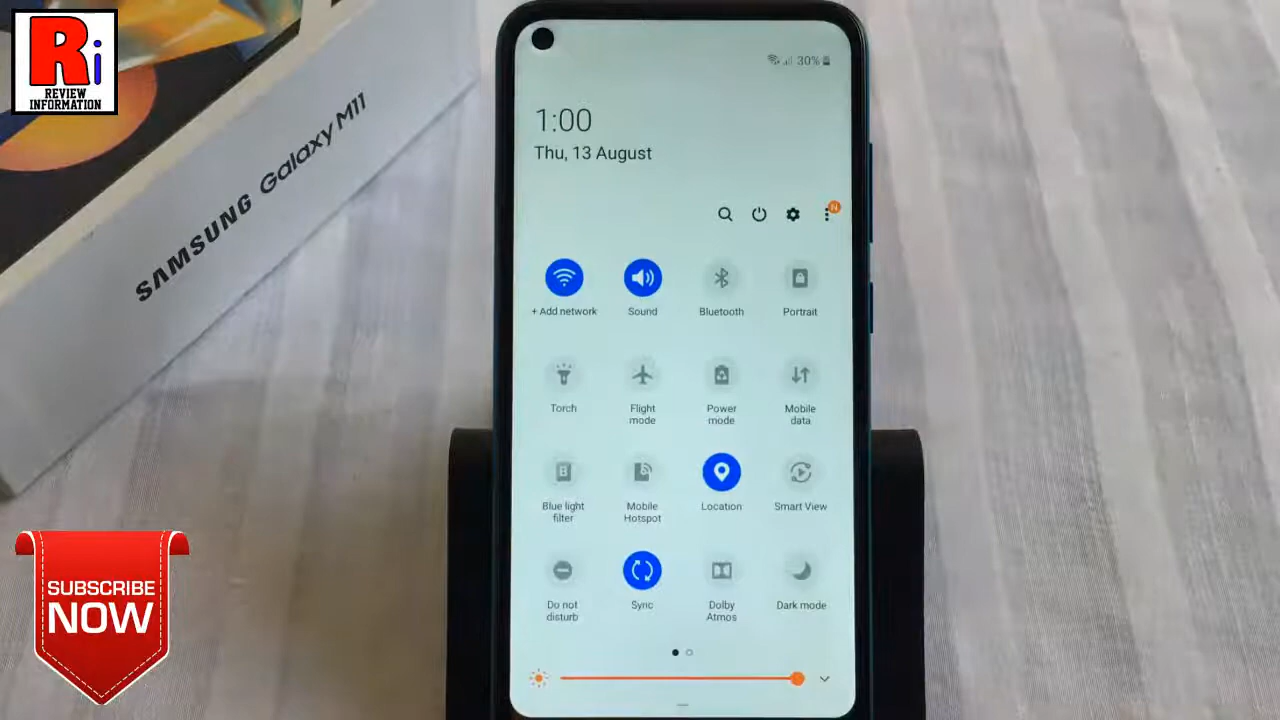 Ri
REVIEW
INFORMATION
SAMSUNG Galaxy M11
30%
1:00
Thu, 13 August
N
+ Add network
Sound
Bluetooth
Portrait
Torch
Flight
mode
Power
mode
Mobile
data
B
Blue light
filter
Mobile
Hotspot
Location
Smart View
Do not
disturb
Sync
Dolby
Atmos
Dark mode
SUBSCRIBE
NOW